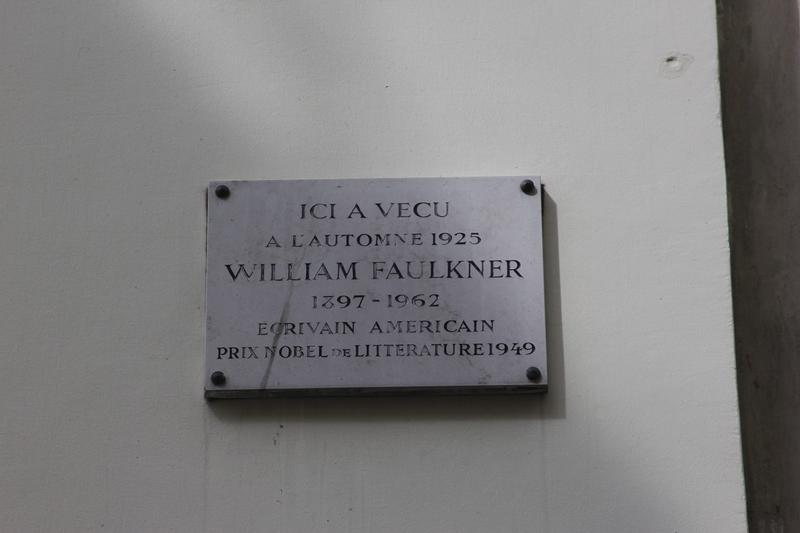 ICI A VECU
A L'AUTOMNE 1925
WILLIAM FAULKNER
1897-1962
ECRIVAIN AMERICAIN
PRIX NOBEL DE LITTERATURE 1949